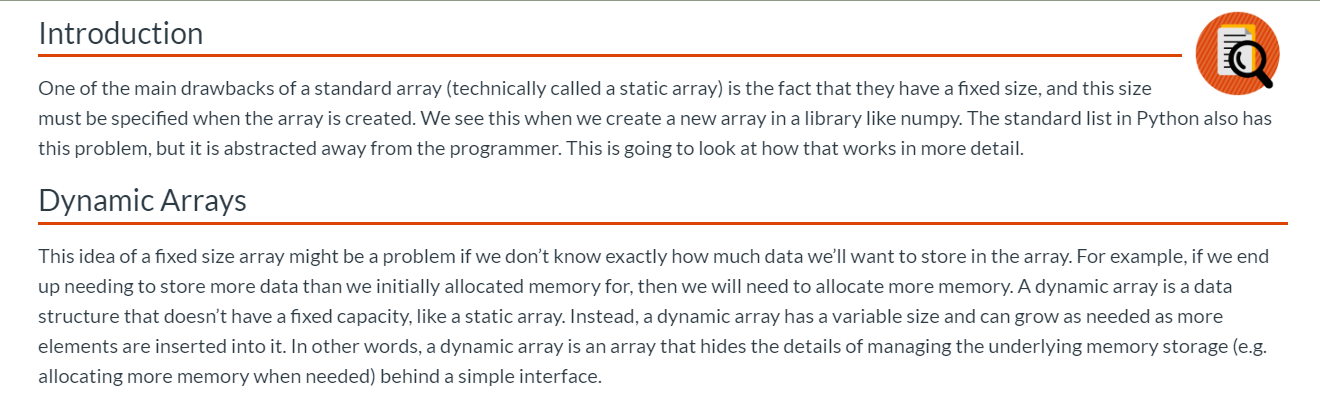 Introduction
One of the main drawbacks of a standard array (technically called a static array) is the fact that they have a fixed size, and this size
must be specified when the array is created. We see this when we create a new array in a library like numpy. The standard list in Python also has
this problem, but it is abstracted away from the programmer. This is going to look at how that works in more detail.
Dynamic Arrays
This idea of a fixed size array might be a problem if we don’t know exactly how much data we’ll want to store in the array. For example, if we end
up needing to store more data than we initially allocated memory for, then we will need to allocate more memory. A dynamic array is a data
structure that doesn’t have a fixed capacity, like a static array. Instead, a dynamic array has a variable size and can grow as needed as more
elements are inserted into it. In other words, a dynamic array is an array that hides the details of managing the underlying memory storage (e.g.
allocating more memory when needed) behind a simple interface.